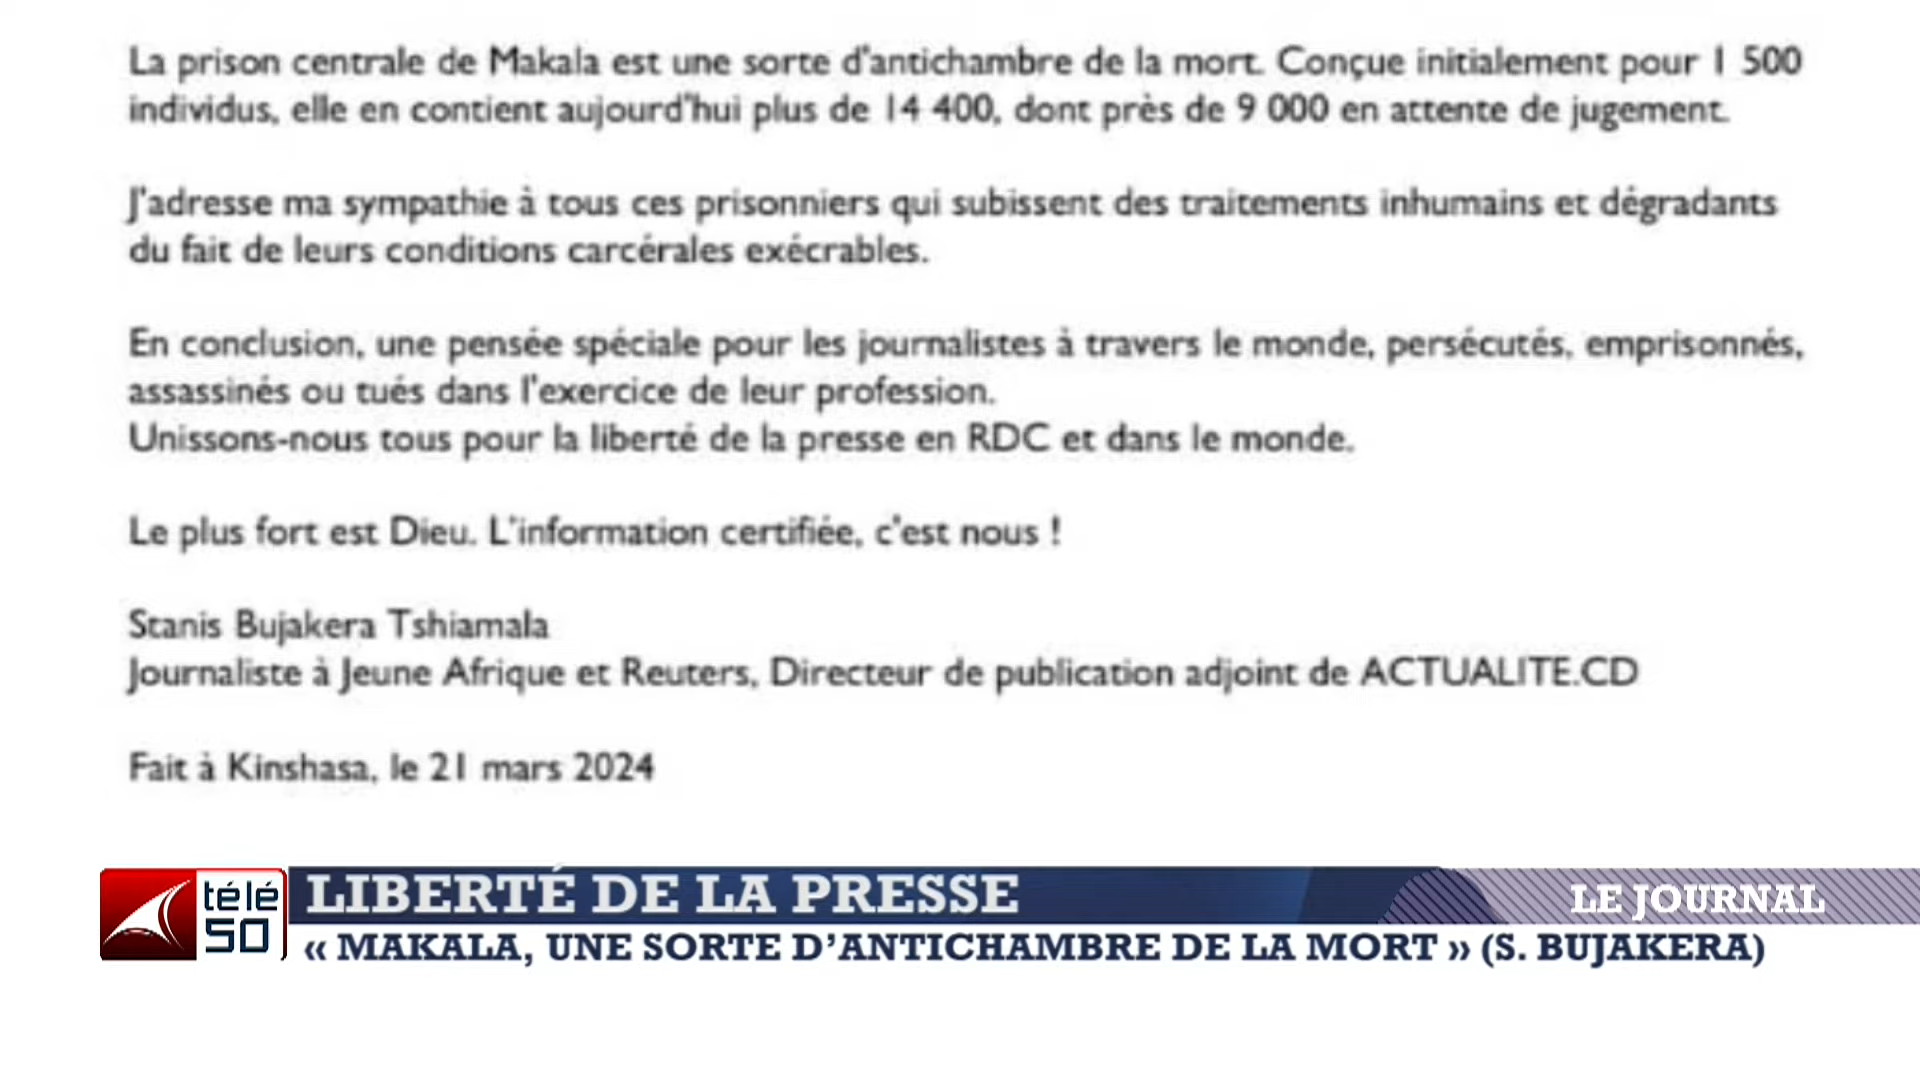 La prison centrale de Makala est une sorte d'antichambre de la mort. Conçue initialement pour 1 500
individus, elle en contient aujourd'hui plus de 14 400, dont près de 9 000 en attente de jugement.
J'adresse ma sympathie à tous ces prisonniers qui subissent des traitements inhumains et dégradants
du fait de leurs conditions carcérales exécrables.
En conclusion, une pensée spéciale pour les journalistes à travers le monde, persécutés, emprisonnés,
assassinés ou tués dans l'exercice de leur profession.
Unissons-nous tous pour la liberté de la presse en RDC et dans le monde.
Le plus fort est Dieu. L'information certifiée, c'est nous !
Stanis Bujakera Tshiamala
Journaliste à Jeune Afrique et Reuters, Directeur de publication adjoint de ACTUALITE.CD
Fait à Kinshasa, le 21 mars 2024
télé
50
LIBERTÉ DE LA PRESSE
LE JOURNAL
« MAKALA, UNE SORTE D'ANTICHAMBRE DE LA MORT » (S. BUJAKERA)